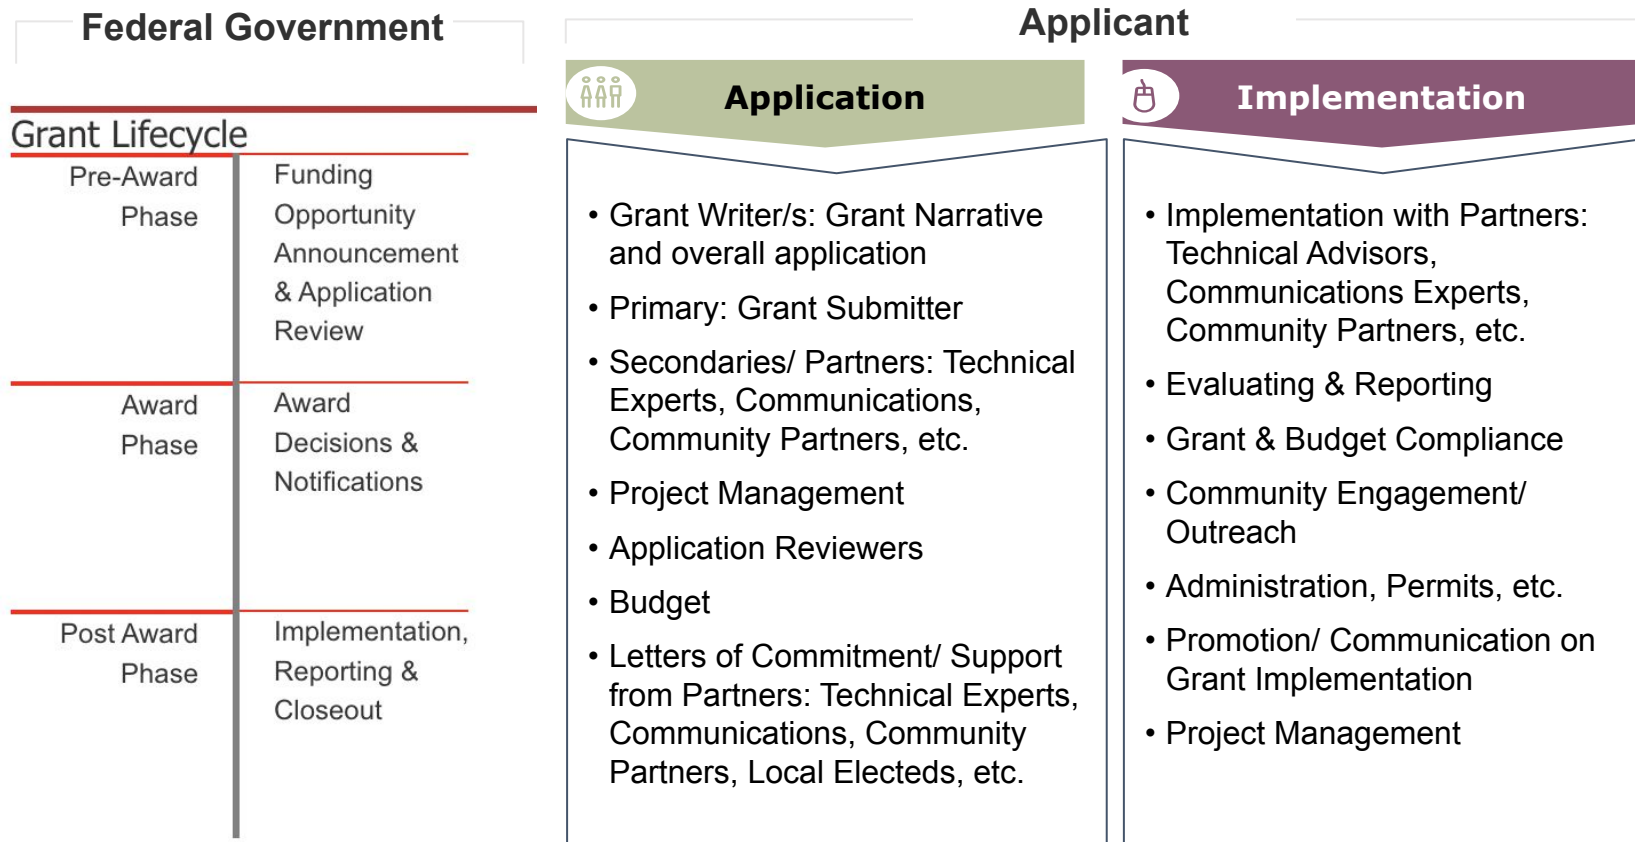 Federal Government
Grant Lifecycle
Pre-Award
Phase
Funding
Opportunity
Announcement
& Application
Review
Award
Phase
Award
Decisions &
Notifications
Post Award
Phase
Implementation,
Reporting &
Closeout
Applicant
Application
• Grant Writer/s: Grant Narrative
and overall application
• Primary: Grant Submitter
• Secondaries/ Partners: Technical
Experts, Communications,
Community Partners, etc.
• Project Management
• Application Reviewers
• Budget
• Letters of Commitment/ Support
from Partners: Technical Experts,
Communications, Community
Partners, Local Electeds, etc.
Implementation
• Implementation with Partners:
Technical Advisors,
Communications Experts,
Community Partners, etc.
• Evaluating & Reporting
• Grant & Budget Compliance
• Community Engagement/
Outreach
• Administration, Permits, etc.
• Promotion/ Communication on
Grant Implementation
• Project Management